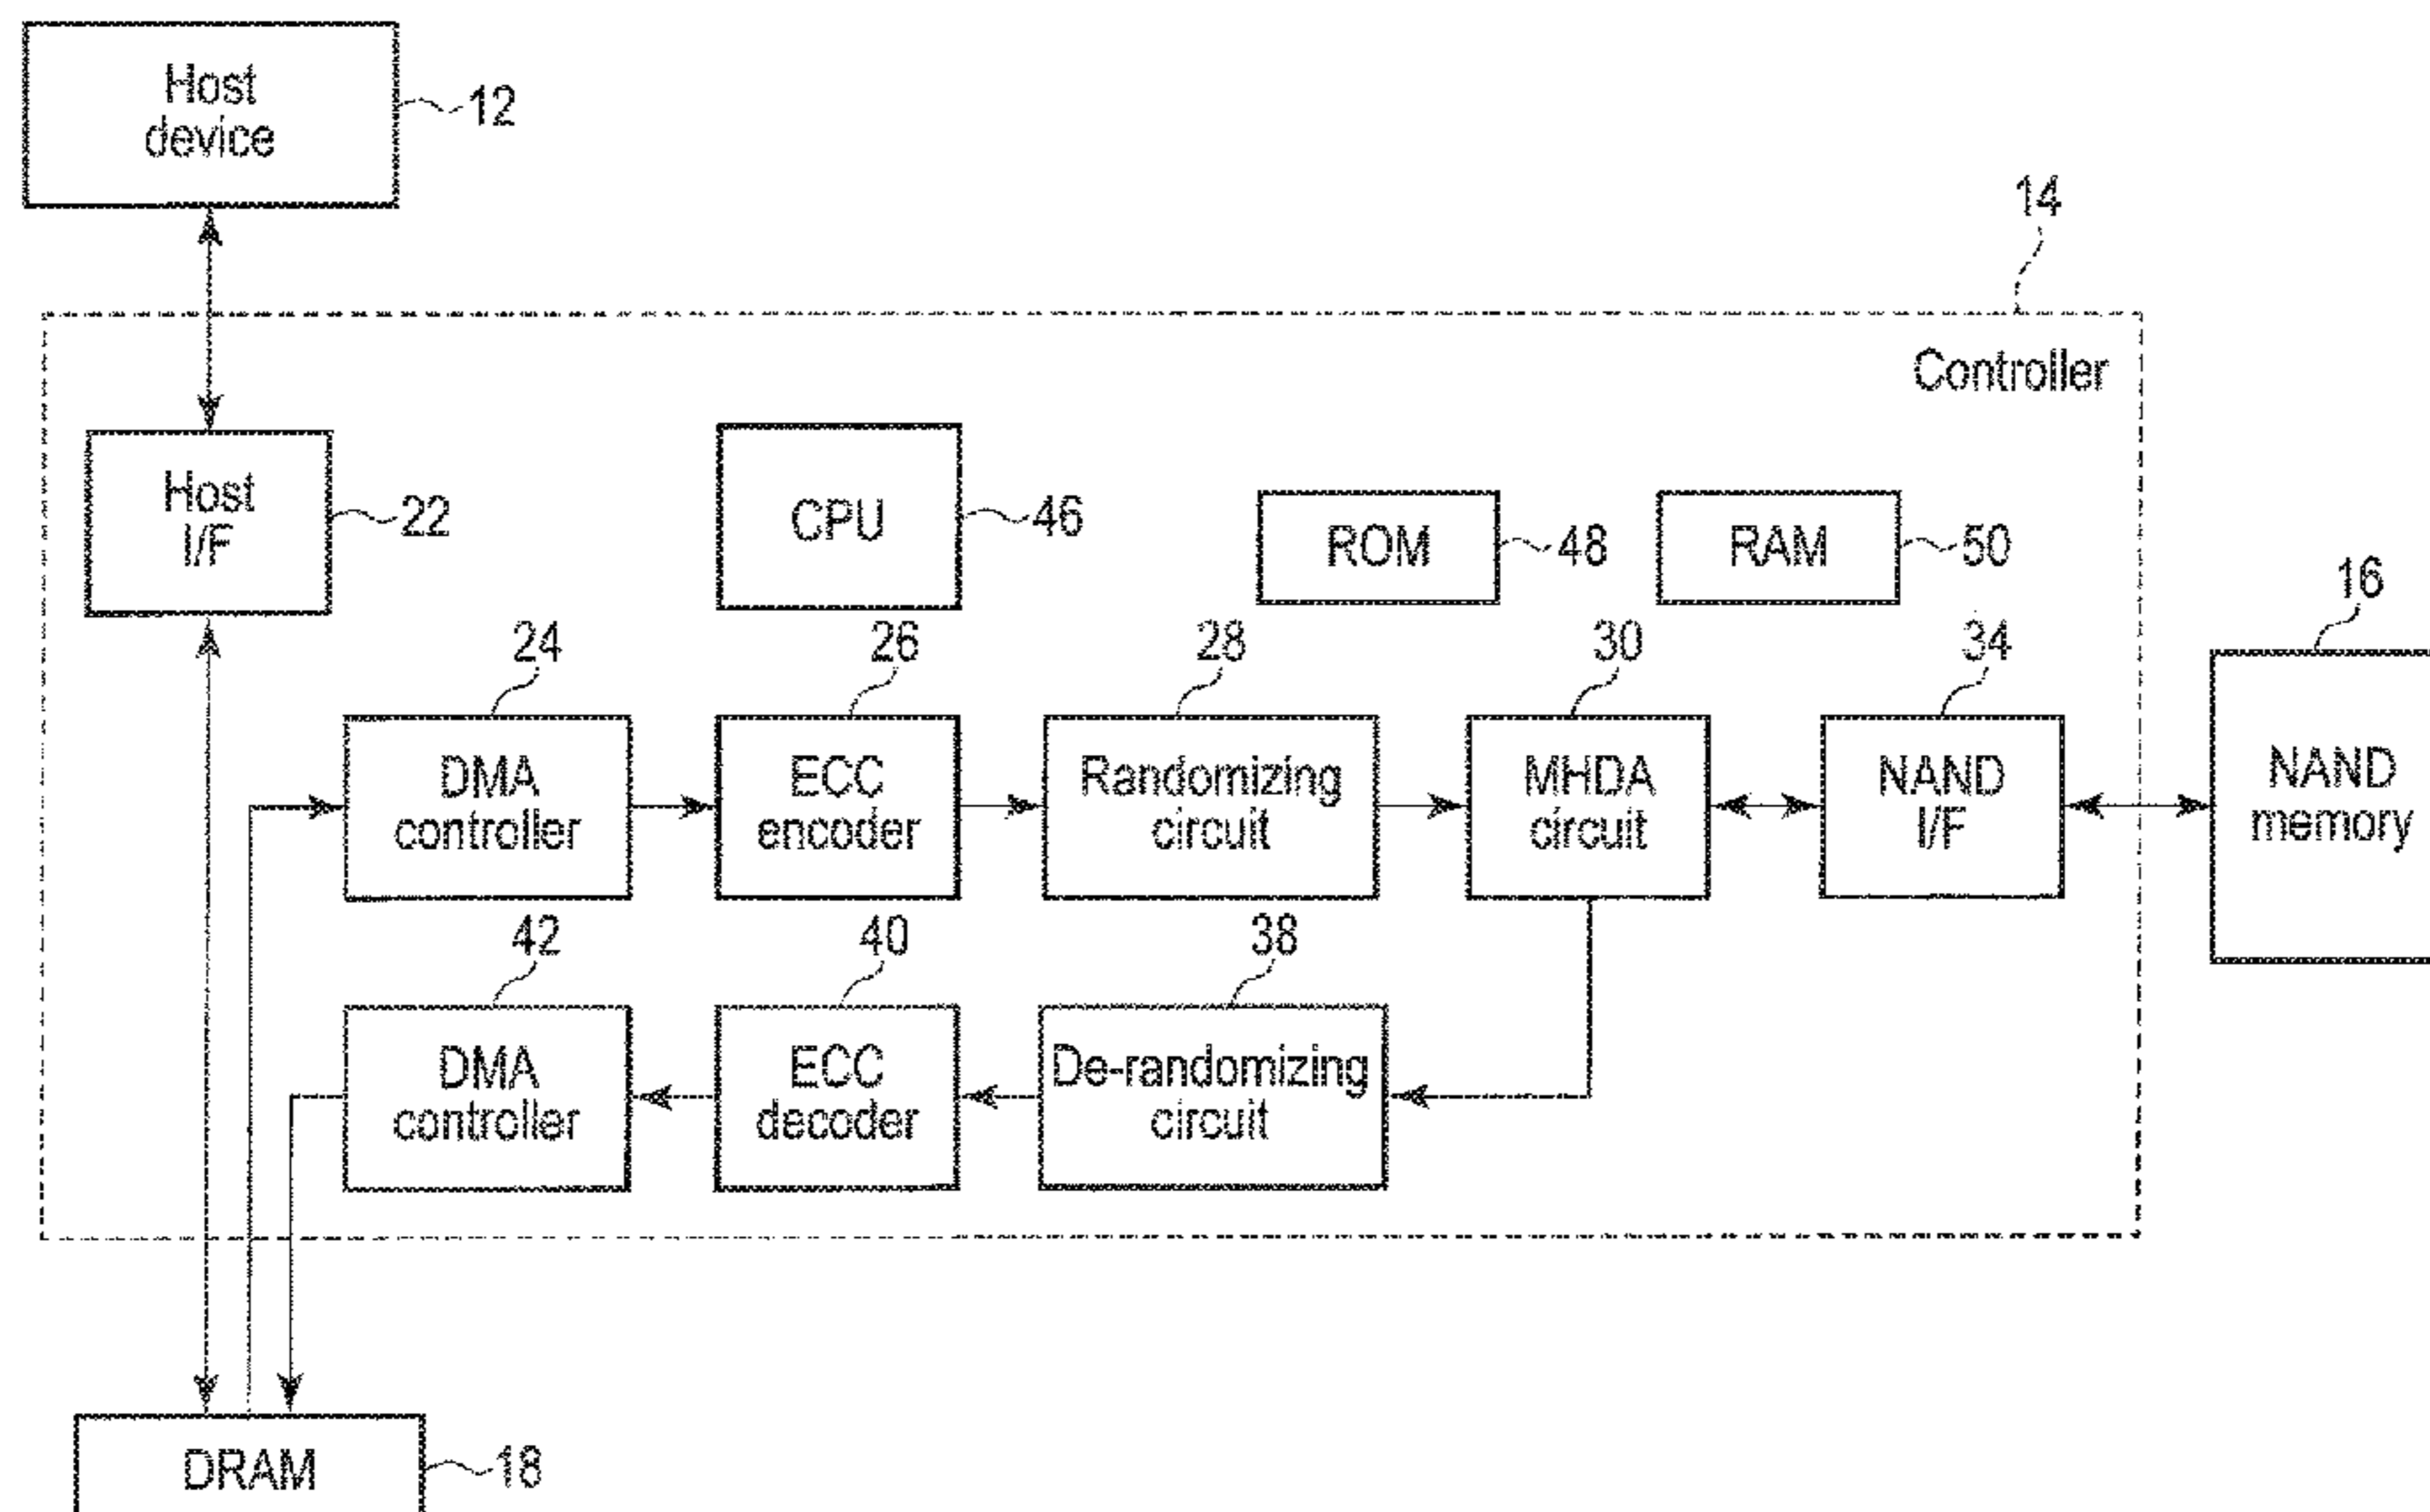 Host
device
12
14
Controller
Host
I/F
22
CPU
46
ROM
48
RAM
50
16
24
26
28
30
34
DMA
controller
ECC
encoder
Randomizing
circuit
MHDA
circuit
NAND
I/F
NAND
memory
42
40
38
DMA
controller
ECC
decoder
De-randomizing
circuit
DRAM
18